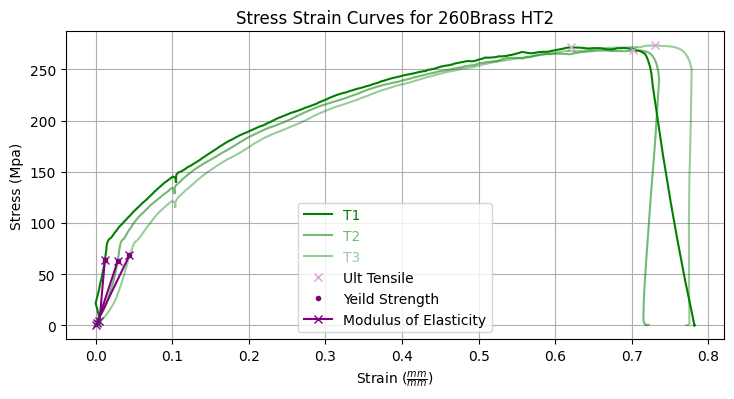 Stress Strain Curves for 260Brass HT2
Stress (Mpa)
250
200
150
100
50
0
T1
T2
T3
Ult Tensile
Yeild Strength
Modulus of Elasticity
0.0 0.1 0.2 0.3 0.4 0.5 0.6 0.7 0.8
Strain (mm/mm)